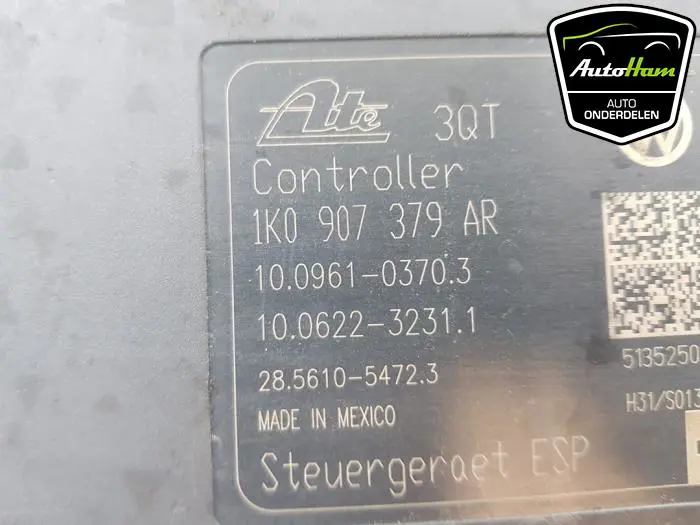 AutoHam
AUTO
ONDERDELEN
Ate 3QT
Controller
1K0 907 379 AR
10.0961-0370.3
10.0622-3231.1
28.5610-5472.3
MADE IN MEXICO
Steuergeraet ESP
5135250
H31/S013